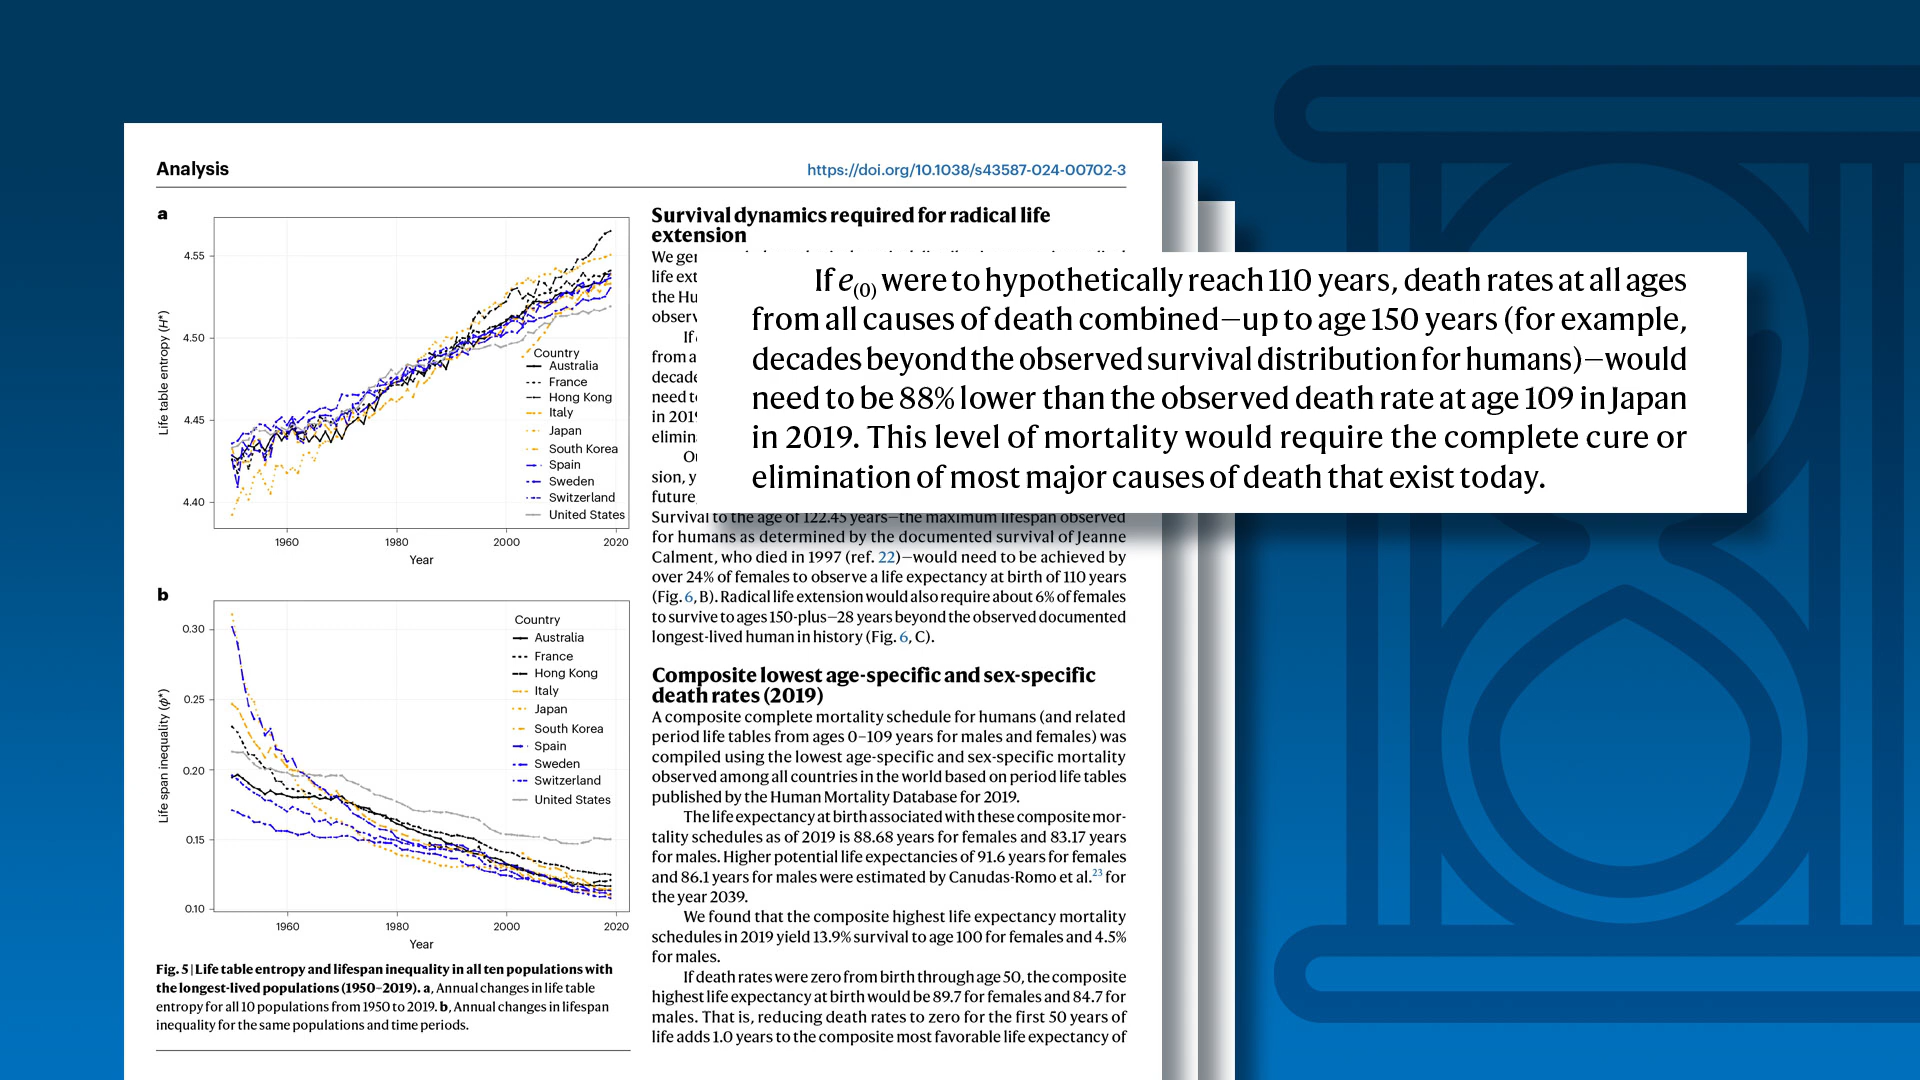 Analysis
https://doi.org/10.1038/s43587-024-00702-3
a
4.55
4.50
4.45
4.40
Life table entropy (H*)
Country
Australia
France
Hong Kong
Italy
Japan
South Korea
Spain
Sweden
Switzerland
United States
1960
1980
2000
2020
Year
b
0.30
0.25
0.20
0.15
0.10
Life span inequality (ϕ*)
Country
Australia
France
Hong Kong
Italy
Japan
South Korea
Spain
Sweden
Switzerland
United States
1960
1980
2000
2020
Year
Fig. 5 | Life table entropy and lifespan inequality in all ten populations with
the longest-lived populations (1950–2019). a, Annual changes in life table
entropy for all 10 populations from 1950 to 2019. b, Annual changes in lifespan
inequality for the same populations and time periods.
Survival dynamics required for radical life
extension
We
life
the
observ
If
from a
decade
need
in 201
elimin
sion, y
future
If e(0) were to hypothetically reach 110 years, death rates at all ages
from all causes of death combined—up to age 150 years (for example,
decades beyond the observed survival distribution for humans)—would
need to be 88% lower than the observed death rate at age 109 in Japan
in 2019. This level of mortality would require the complete cure or
elimination of most major causes of death that exist today.
Survival to the age of 122.45 years—the maximum lifespan observed
for humans as determined by the documented survival of Jeanne
Calment, who died in 1997 (ref. 22)—would need to be achieved by
over 24% of females to observe a life expectancy at birth of 110 years
(Fig. 6, B). Radical life extension would also require about 6% of females
to survive to ages 150-plus—28 years beyond the observed documented
longest-lived human in history (Fig. 6, C).
Composite lowest age-specific and sex-specific
death rates (2019)
A composite complete mortality schedule for humans (and related
period life tables from ages 0–109 years for males and females) was
compiled using the lowest age-specific and sex-specific mortality
observed among all countries in the world based on period life tables
published by the Human Mortality Database for 2019.
The life expectancy at birth associated with these composite mor-
tality schedules as of 2019 is 88.68 years for females and 83.17 years
for males. Higher potential life expectancies of 91.6 years for females
and 86.1 years for males were estimated by Canudas-Romo et al.23 for
the year 2039.
We found that the composite highest life expectancy mortality
schedules in 2019 yield 13.9% survival to age 100 for females and 4.5%
for males.
If death rates were zero from birth through age 50, the composite
highest life expectancy at birth would be 89.7 for females and 84.7 for
males. That is, reducing death rates to zero for the first 50 years of
life adds 1.0 years to the composite most favorable life expectancy of